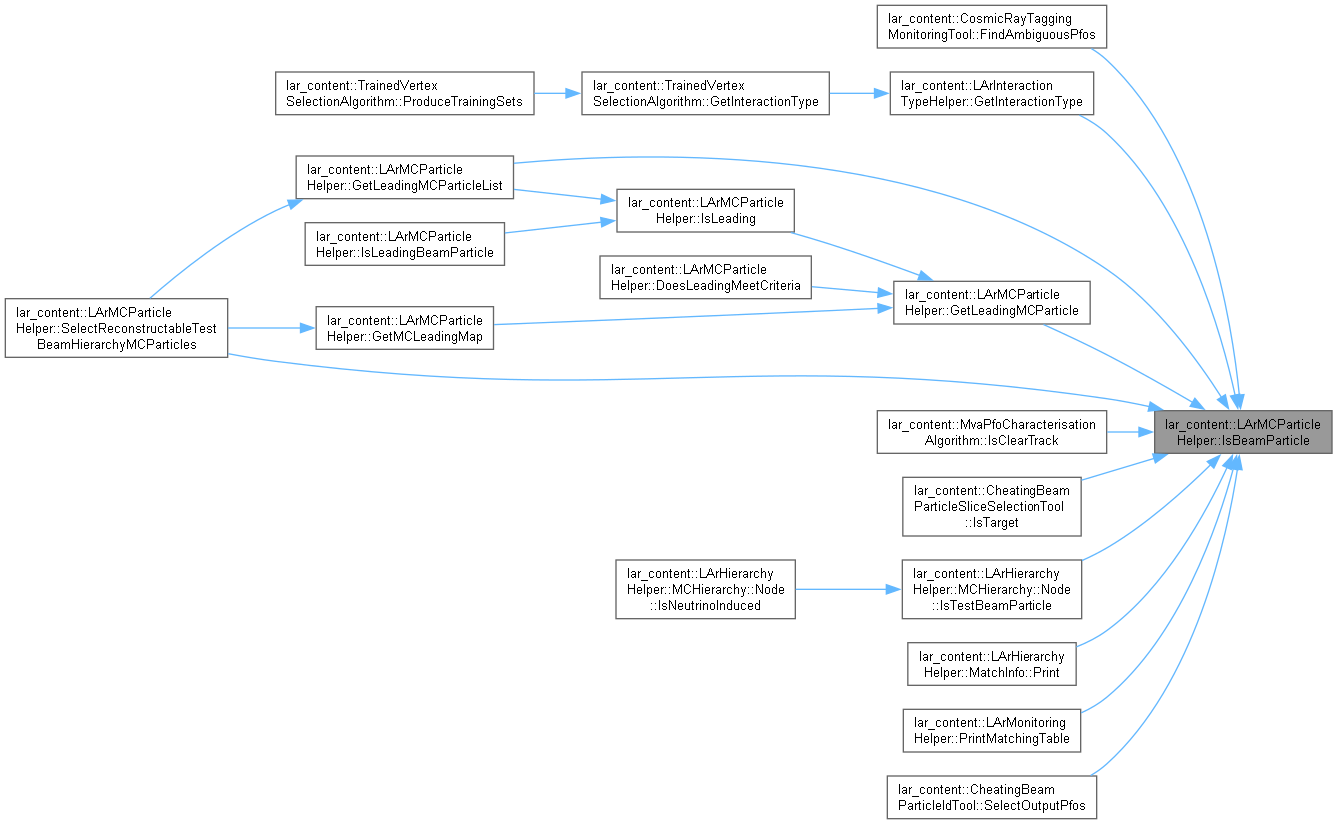 lar_content::CosmicRayTagging
MonitoringTool::FindAmbiguousPfos
lar_content::TrainedVertex
SelectionAlgorithm::ProduceTrainingSets
lar_content::TrainedVertex
SelectionAlgorithm::GetInteractionType
lar_content::LArInteraction
TypeHelper::GetInteractionType
lar_content::LArMCParticle
Helper::GetLeadingMCParticleList
lar_content::LArMCParticle
Helper::IsLeading
lar_content::LArMCParticle
Helper::IsLeadingBeamParticle
lar_content::LArMCParticle
Helper::DoesLeadingMeetCriteria
lar_content::LArMCParticle
Helper::GetLeadingMCParticle
lar_content::LArMCParticle
Helper::SelectReconstructableTest
BeamHierarchyMCParticles
lar_content::LArMCParticle
Helper::GetMCLeadingMap
lar_content::MvaPfoCharacterisation
Algorithm::IsClearTrack
lar_content::LArMCParticle
Helper::IsBeamParticle
lar_content::CheatingBeam
ParticleSliceSelectionTool
::IsTarget
lar_content::LArHierarchy
Helper::MCHierarchy::Node
::IsNeutrinoInduced
lar_content::LArHierarchy
Helper::MCHierarchy::Node
::IsTestBeamParticle
lar_content::LArHierarchy
Helper::MatchInfo::Print
lar_content::LArMonitoring
Helper::PrintMatchingTable
lar_content::CheatingBeam
ParticleIdTool::SelectOutputPfos